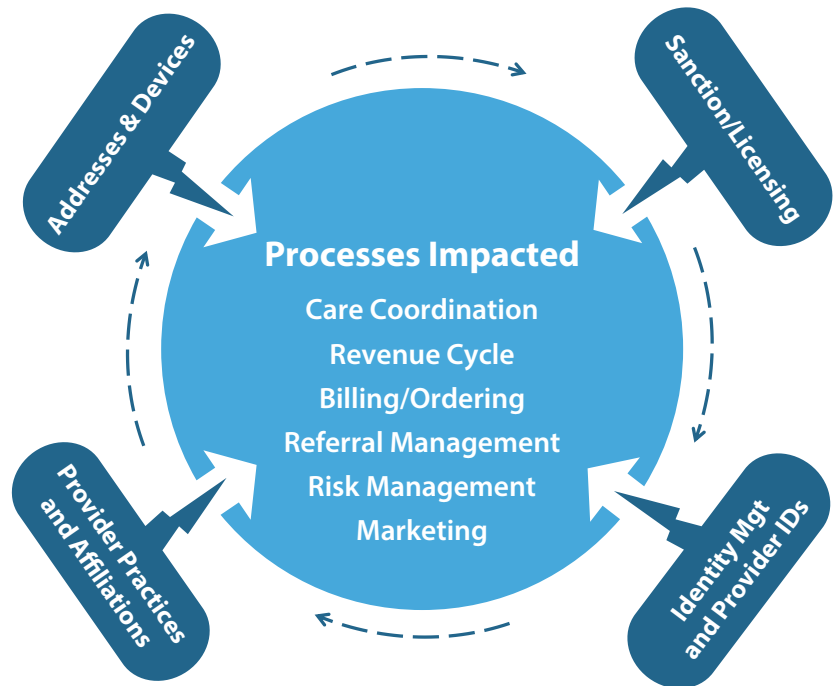 Addresses & Devices
Sanction/Licensing
Processes Impacted
Care Coordination
Revenue Cycle
Billing/Ordering
Referral Management
Risk Management
Marketing
Provider Practices
and Affiliations
Identity Mgt
and Provider IDs